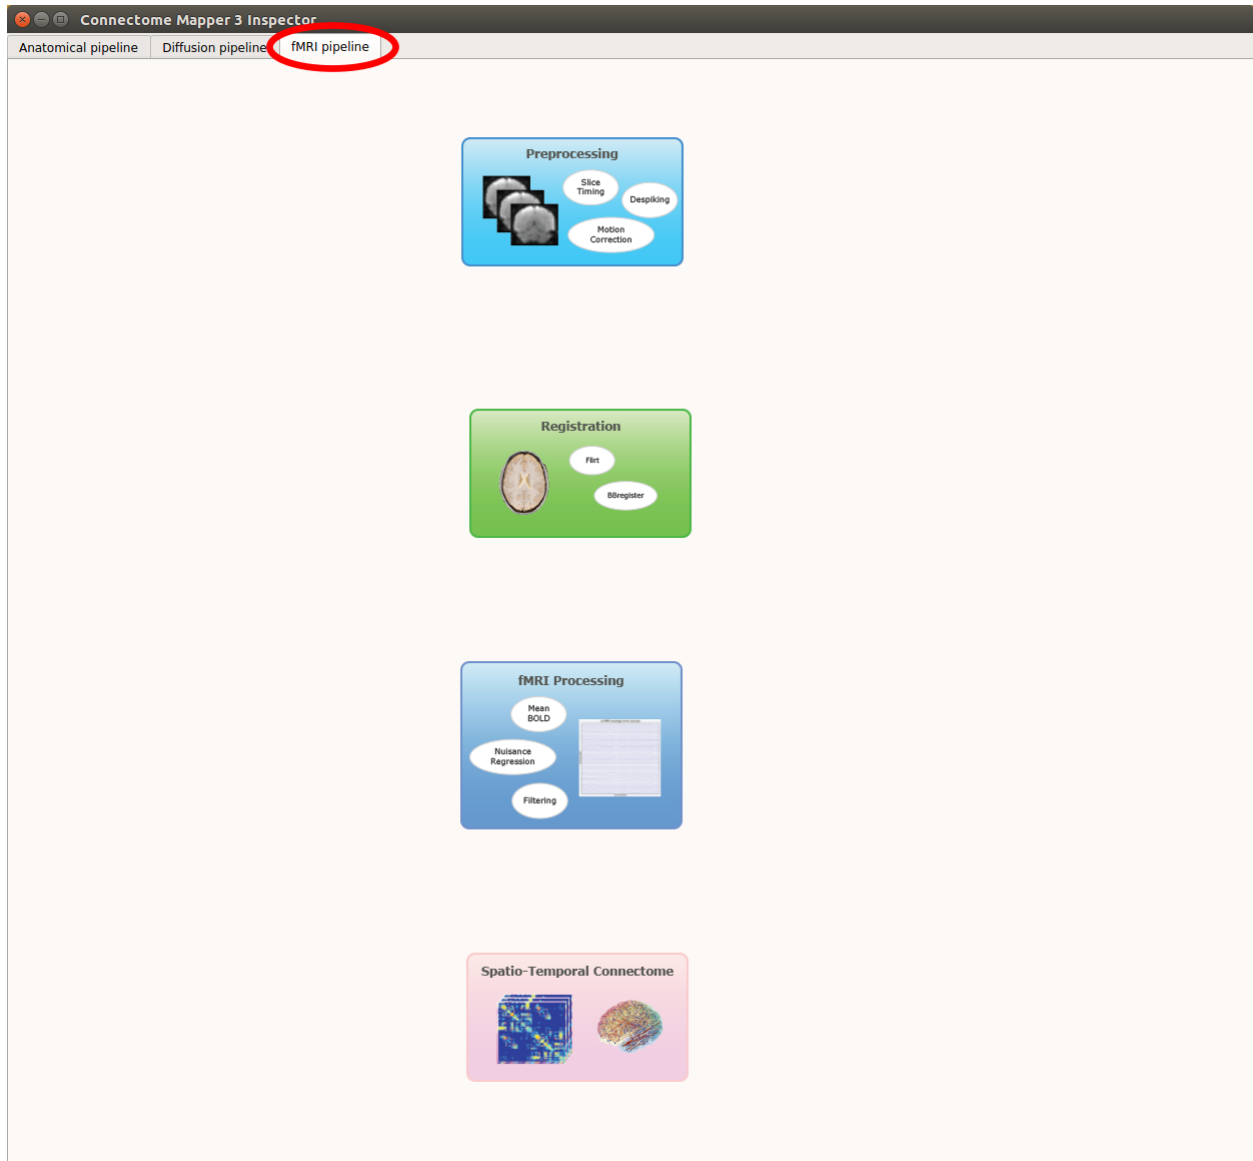 Connectome Mapper 3 Inspector
Anatomical pipeline
Diffusion pipeline
fMRI pipeline
Preprocessing
Slice
Timing
Despiking
Motion
Correction
Registration
Flirt
BBregister
fMRI Processing
Mean
BOLD
Nuisance
Regression
Filtering
Spatio-Temporal Connectome